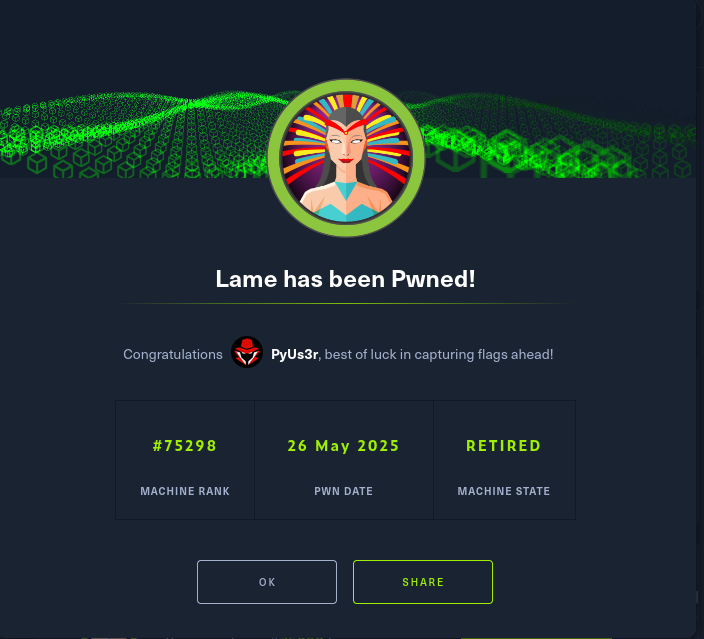 Lame has been Pwned!
Congratulations PyUs3r, best of luck in capturing flags ahead!
#75298 26 May 2025 RETIRED
MACHINE RANK PWN DATE MACHINE STATE
OK SHARE